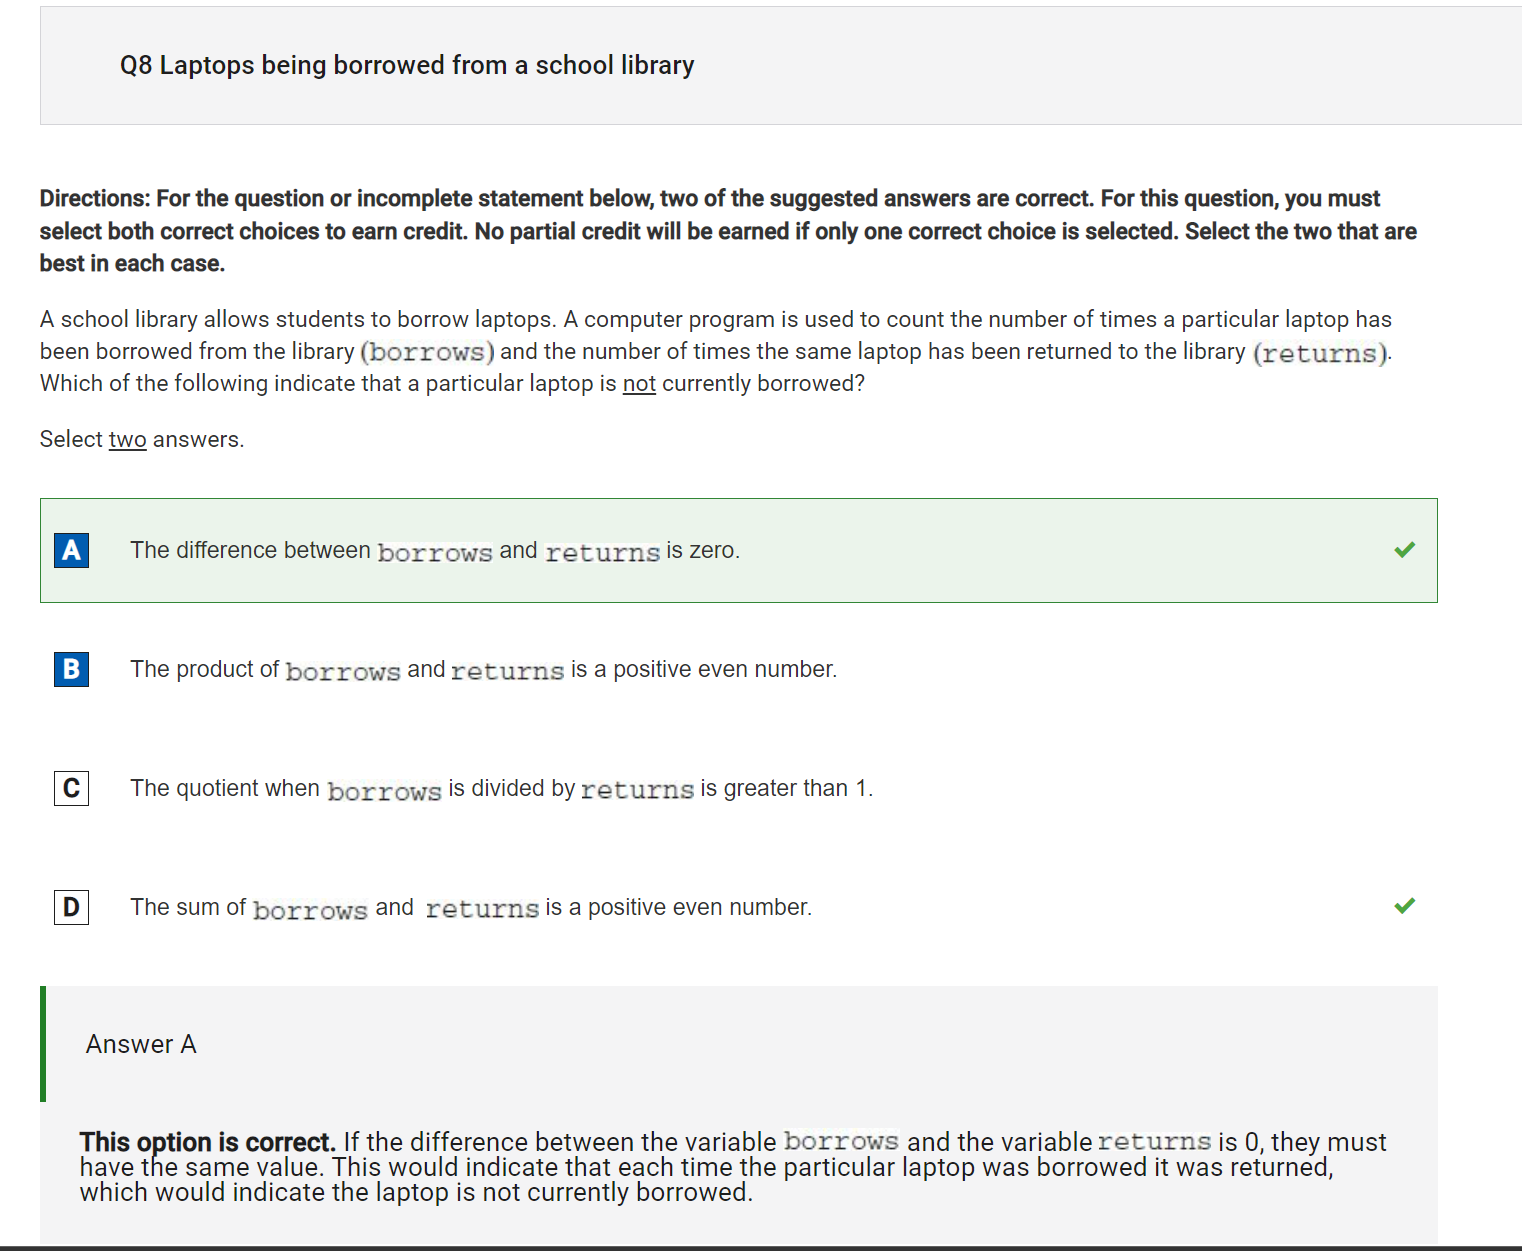 Q8 Laptops being borrowed from a school library
Directions: For the question or incomplete statement below, two of the suggested answers are correct. For this question, you must
select both correct choices to earn credit. No partial credit will be earned if only one correct choice is selected. Select the two that are
best in each case.
A school library allows students to borrow laptops. A computer program is used to count the number of times a particular laptop has
been borrowed from the library (borrows) and the number of times the same laptop has been returned to the library (returns).
Which of the following indicate that a particular laptop is not currently borrowed?
Select two answers.
A The difference between borrows and returns is zero.
B The product of borrows and returns is a positive even number.
C The quotient when borrows is divided by returns is greater than 1.
D The sum of borrows and returns is a positive even number.
Answer A
This option is correct. If the difference between the variable borrows and the variable returns is 0, they must
have the same value. This would indicate that each time the particular laptop was borrowed it was returned,
which would indicate the laptop is not currently borrowed.